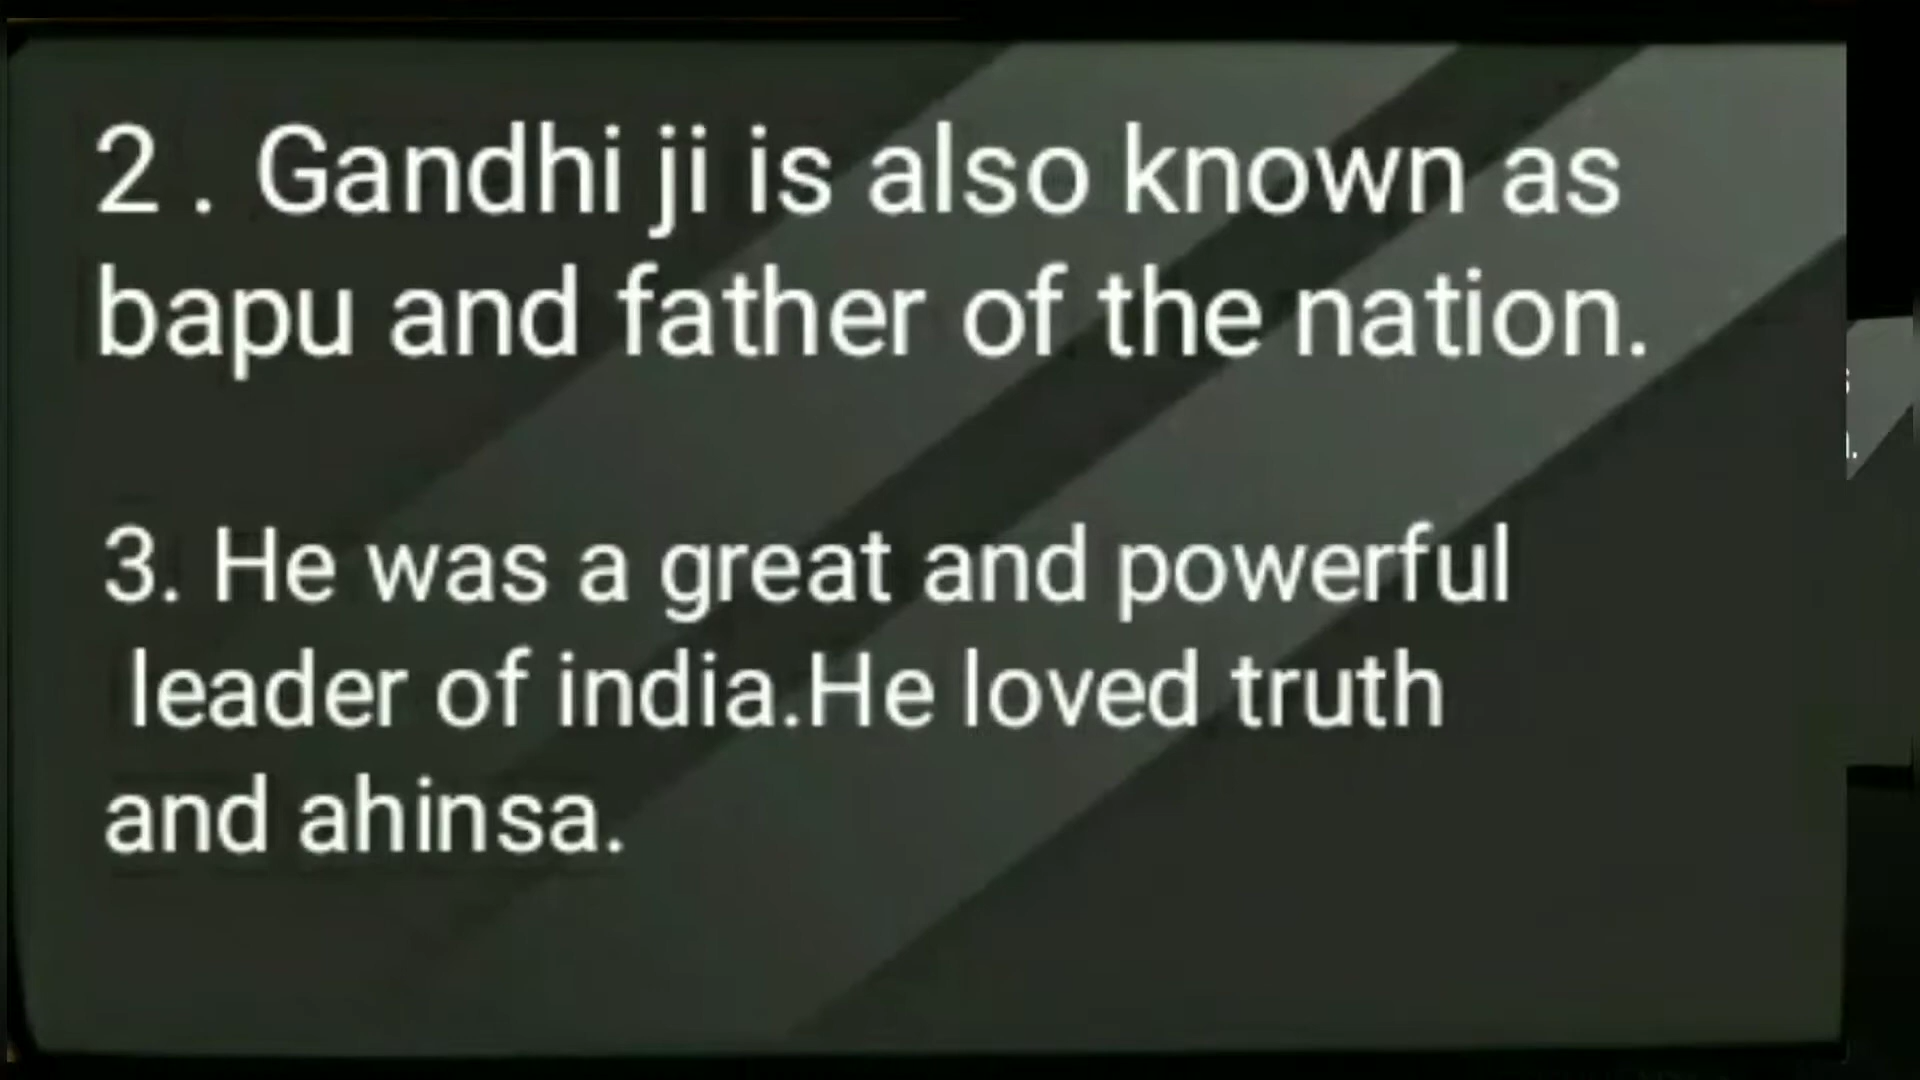 2 . Gandhi ji is also known as
bapu and father of the nation.
3. He was a great and powerful
leader of india.He loved truth
and ahinsa.